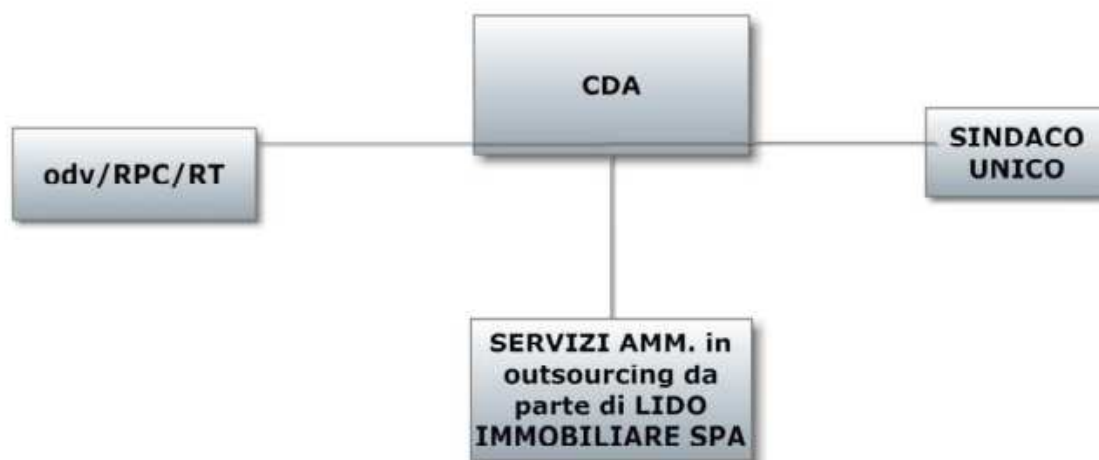 CDA
odv/RPC/RT
SINDACO
UNICO
SERVIZI AMM. in
outsourcing da
parte di LIDO
IMMOBILIARE SPA